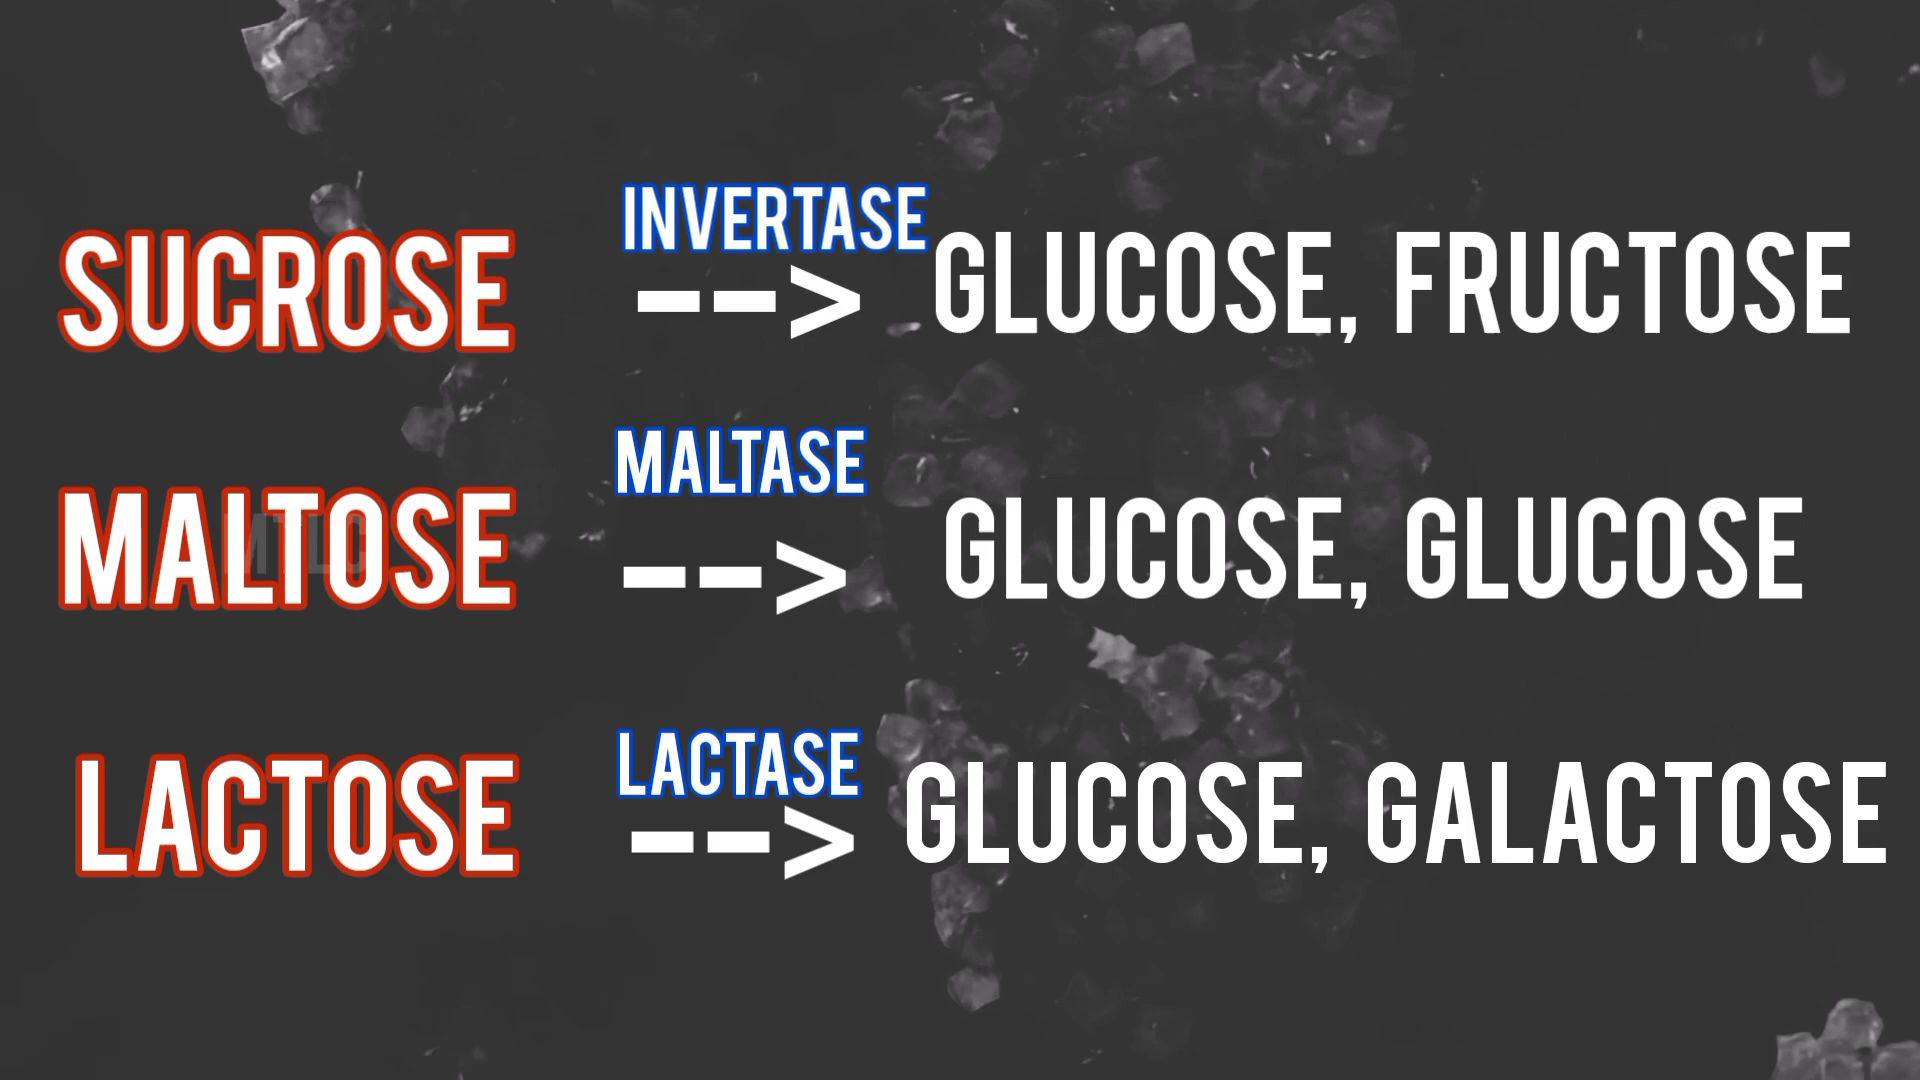 INVERTASE
SUCROSE --> GLUCOSE, FRUCTOSE
MALTASE
MALTOSE --> GLUCOSE, GLUCOSE
LACTASE
LACTOSE --> GLUCOSE, GALACTOSE